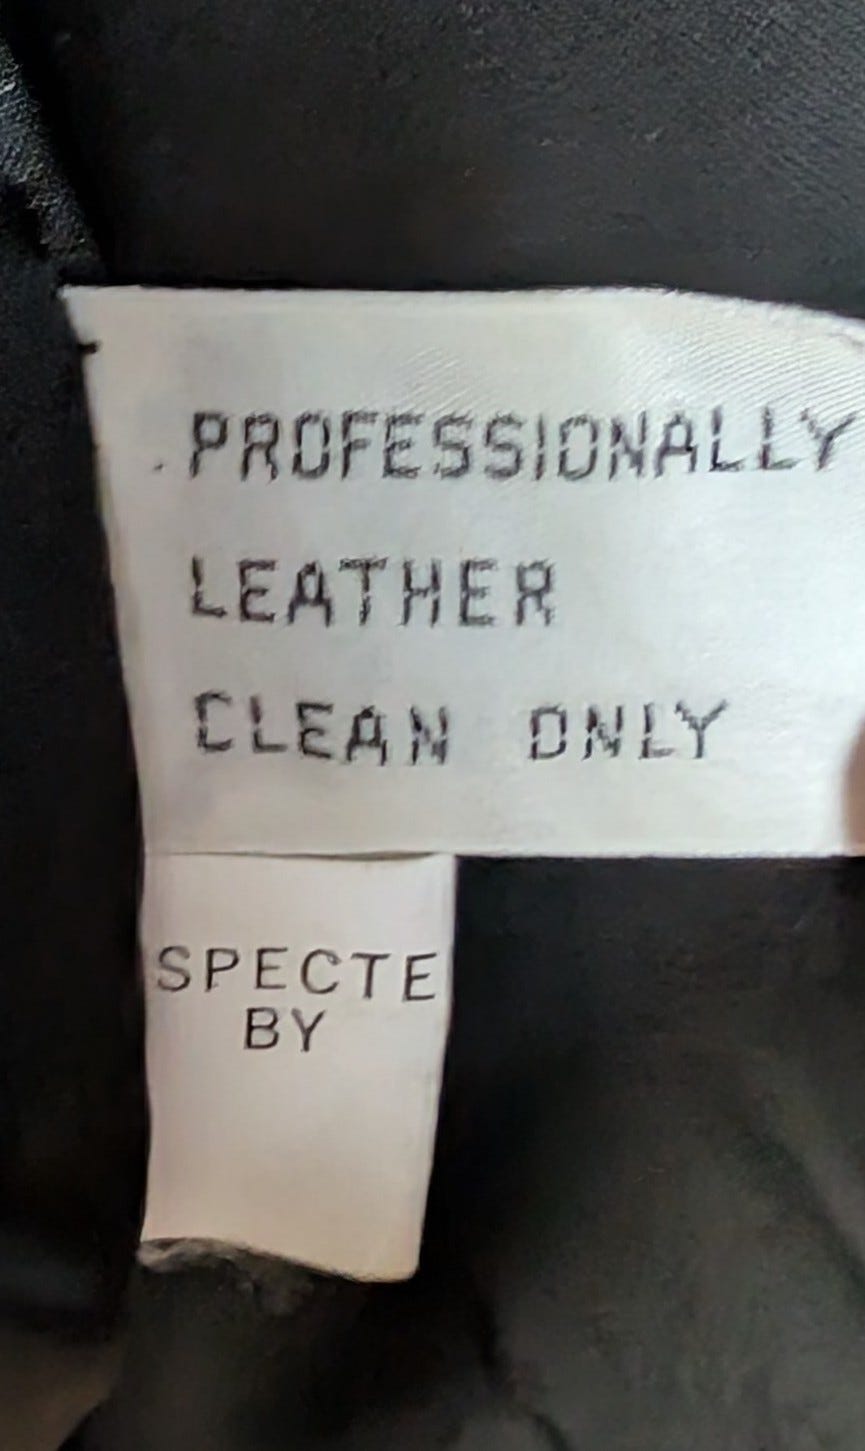 PROFESSIONALLY
LEATHER
CLEAN ONLY
SPECTE
BY